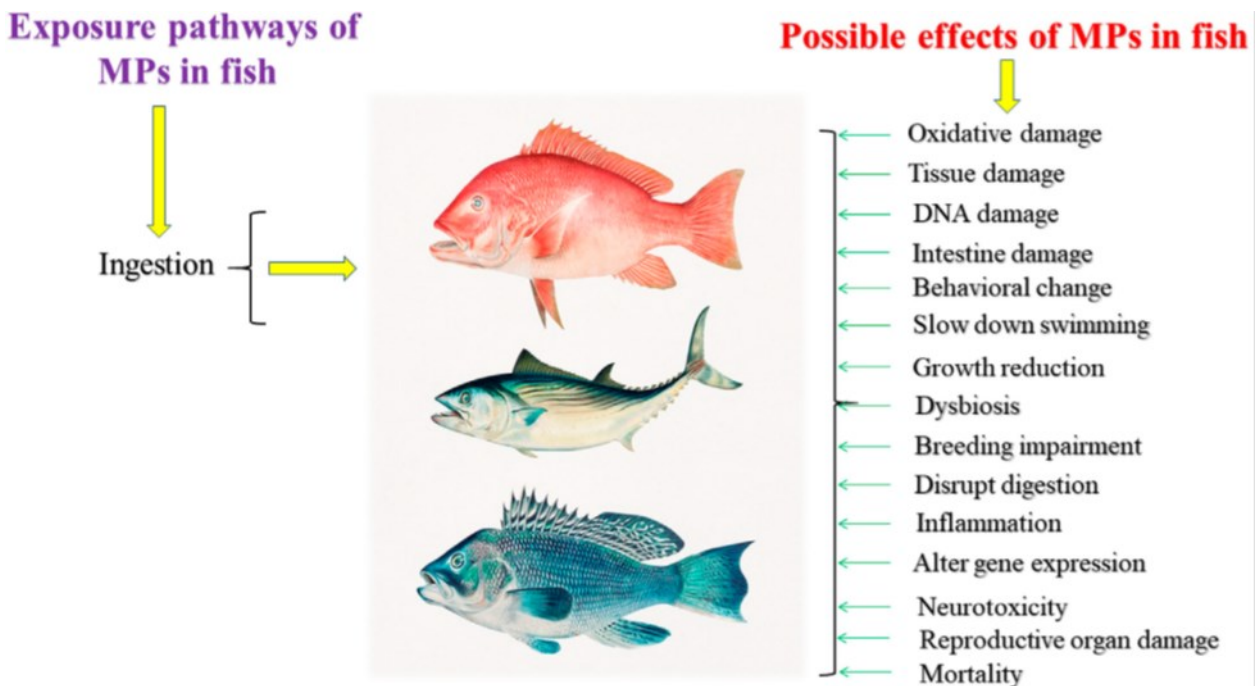 Exposure pathways of
MPs in fish
Ingestion
Possible effects of MPs in fish
Oxidative damage
Tissue damage
DNA damage
Intestine damage
Behavioral change
Slow down swimming
Growth reduction
Dysbiosis
Breeding impairment
Disrupt digestion
Inflammation
Alter gene expression
Neurotoxicity
Reproductive organ damage
Mortality